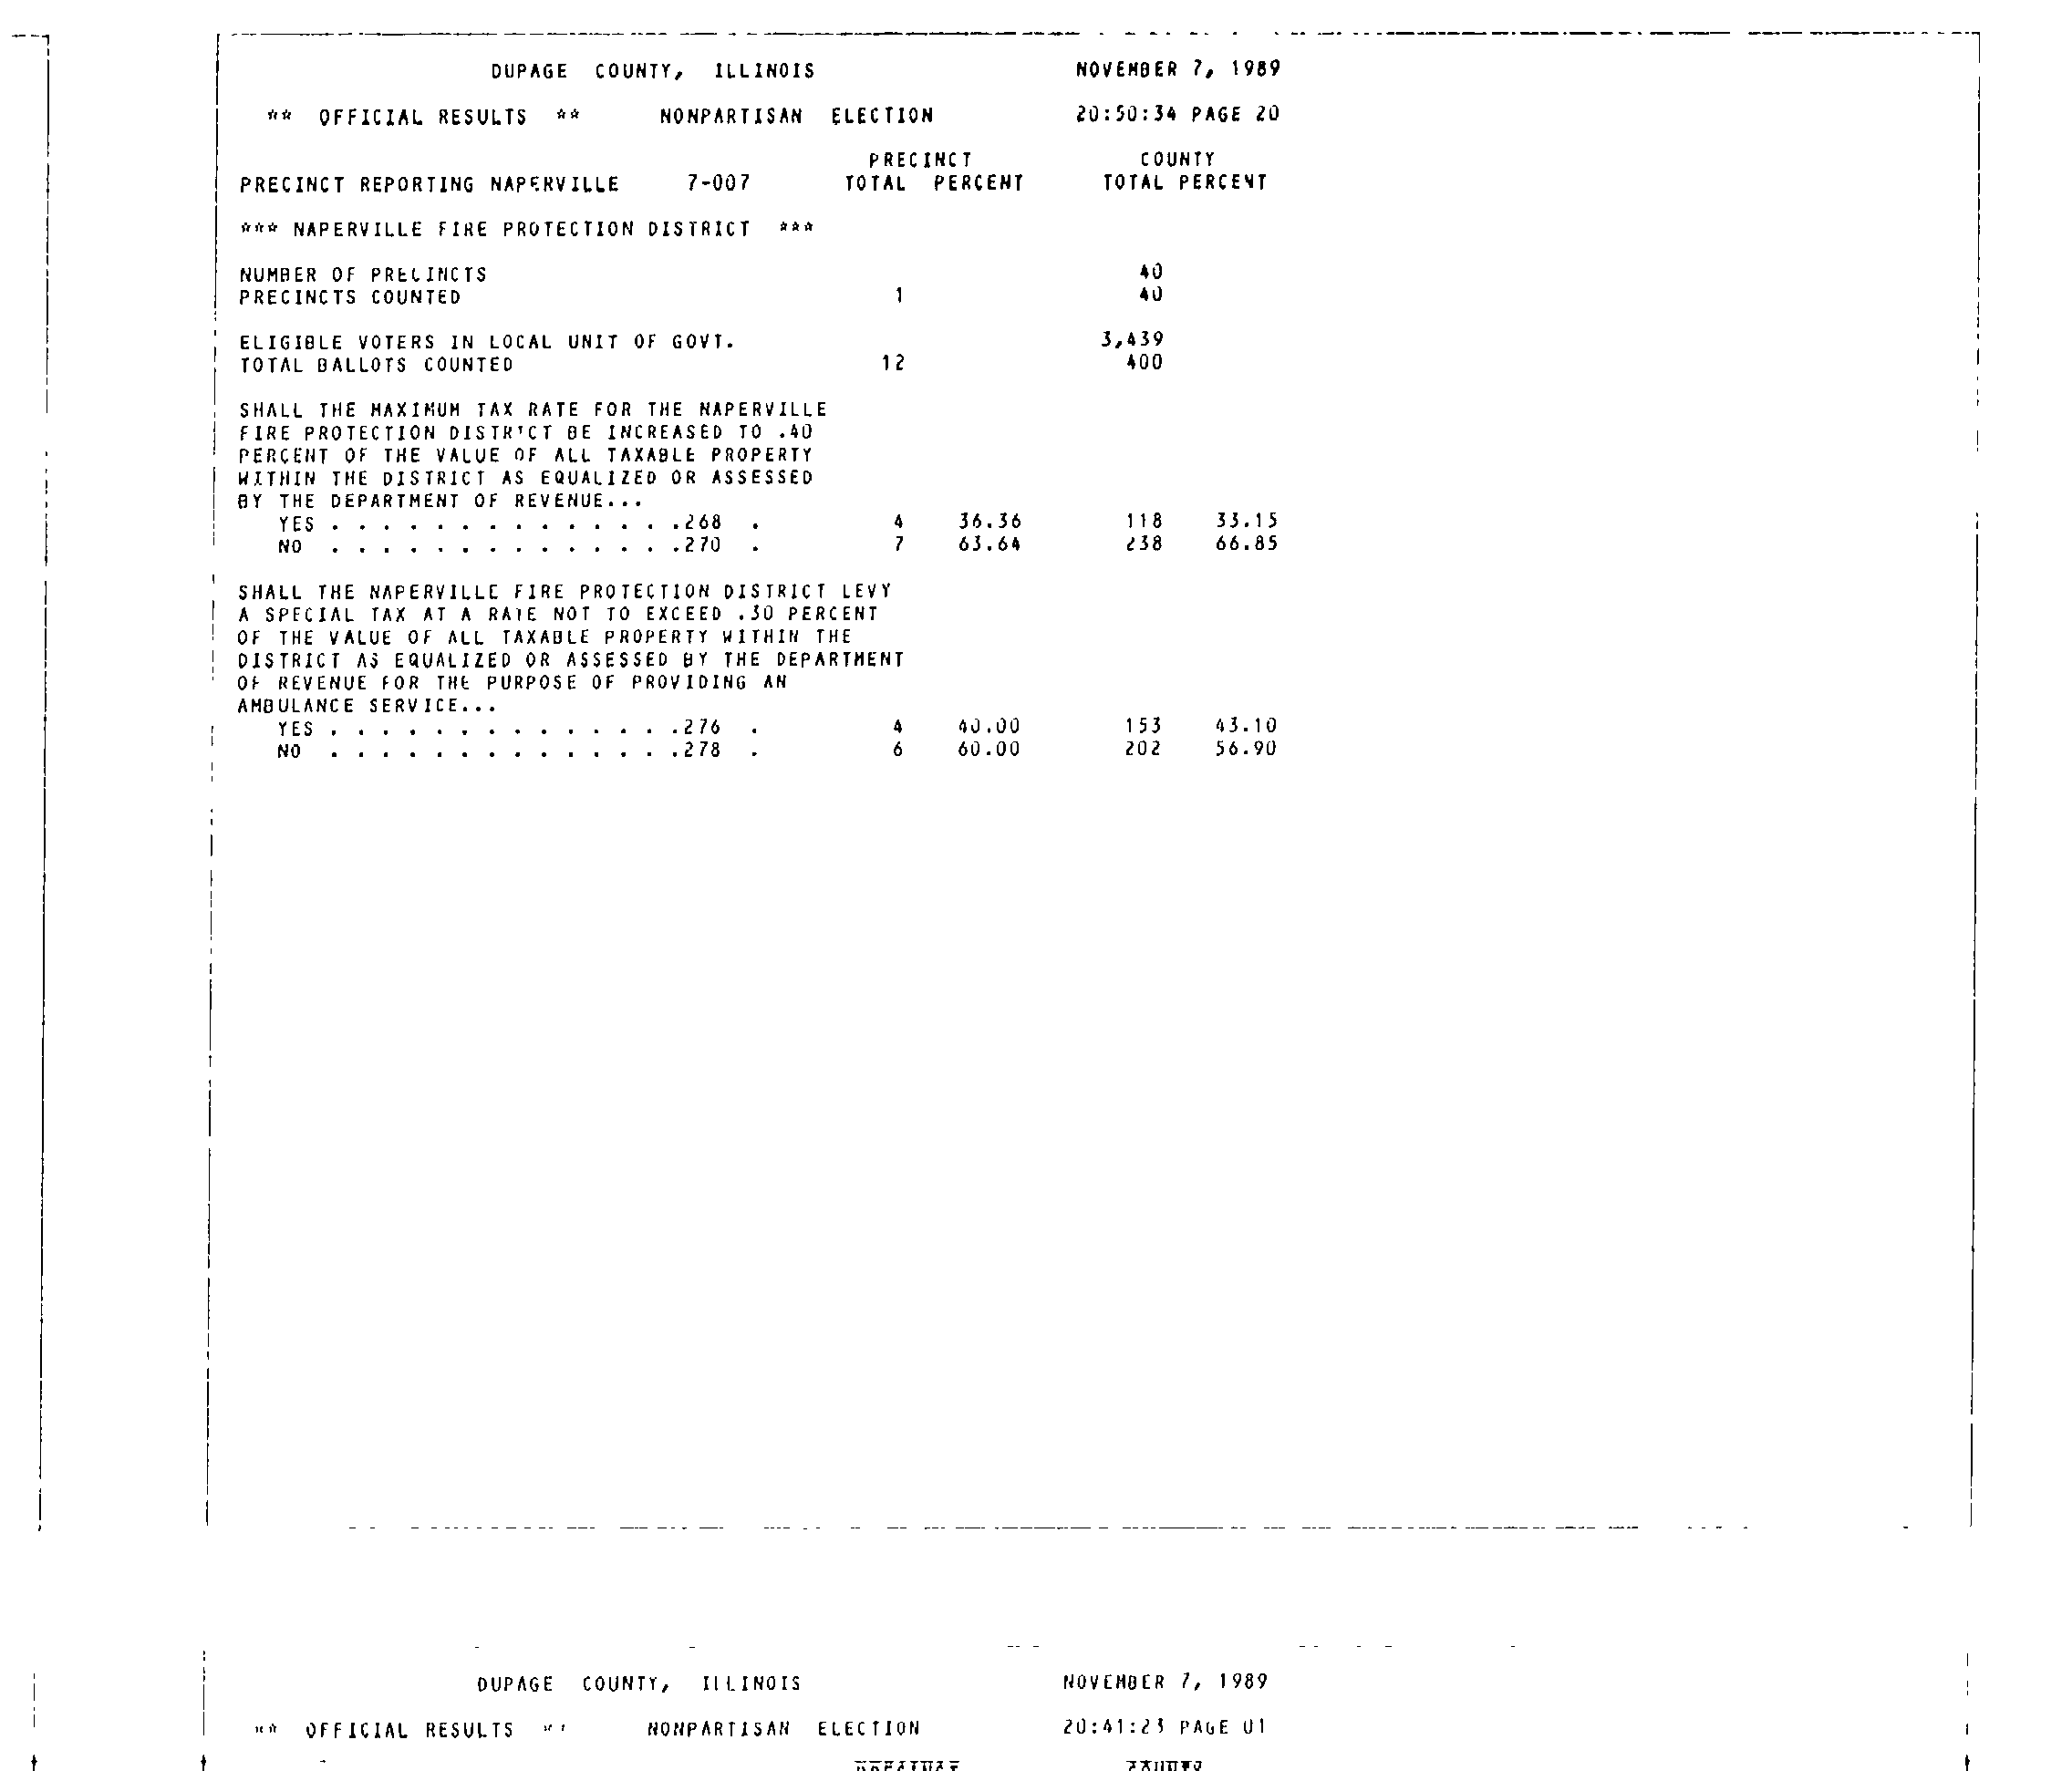 DUPAGE COUNTY, ILLINOIS NOVEMBER 7, 1989
** OFFICIAL RESULTS ** NONPARTISAN ELECTION 20:50:34 PAGE 20
PRECINCT COUNTY
PRECINCT REPORTING NAPERVILLE 7-007 TOTAL PERCENT TOTAL PERCENT
*** NAPERVILLE FIRE PROTECTION DISTRICT ***
NUMBER OF PRECINCTS 40
PRECINCTS COUNTED 1 40
ELIGIBLE VOTERS IN LOCAL UNIT OF GOVT. 3,439
TOTAL BALLOTS COUNTED 12 400
SHALL THE MAXIMUM TAX RATE FOR THE NAPERVILLE
FIRE PROTECTION DISTRICT BE INCREASED TO .40
PERCENT OF THE VALUE OF ALL TAXABLE PROPERTY
WITHIN THE DISTRICT AS EQUALIZED OR ASSESSED
BY THE DEPARTMENT OF REVENUE...
YES . . . . . . . . . . . . . .268 . 4 36.36 118 33.15
NO . . . . . . . . . . . . . .270 . 7 63.64 238 66.85
SHALL THE NAPERVILLE FIRE PROTECTION DISTRICT LEVY
A SPECIAL TAX AT A RATE NOT TO EXCEED .30 PERCENT
OF THE VALUE OF ALL TAXABLE PROPERTY WITHIN THE
DISTRICT AS EQUALIZED OR ASSESSED BY THE DEPARTMENT
OF REVENUE FOR THE PURPOSE OF PROVIDING AN
AMBULANCE SERVICE...
YES . . . . . . . . . . . . . .276 . 4 40.00 153 43.10
NO . . . . . . . . . . . . . .278 . 6 60.00 202 56.90
DUPAGE COUNTY, ILLINOIS NOVEMBER 7, 1989
** OFFICIAL RESULTS ** NONPARTISAN ELECTION 20:41:23 PAGE 01